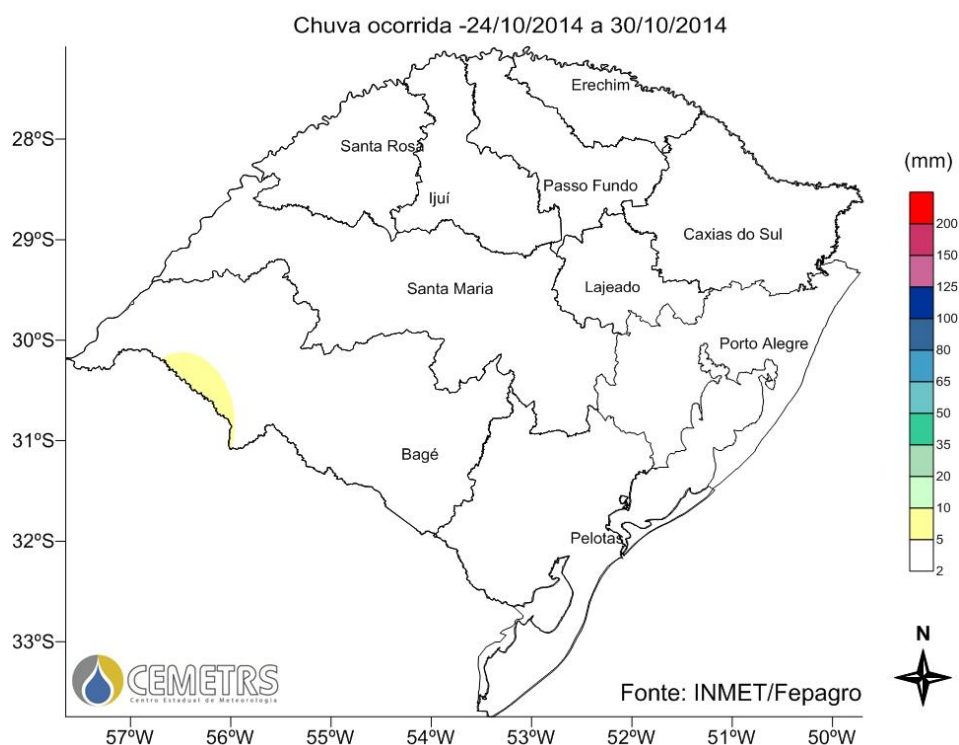 Chuva ocorrida -24/10/2014 a 30/10/2014
Erechim
28ºS
Santa Rosa
(mm)
Passo Fundo
Ijuí
200
29ºS
Caxias do Sul
150
Santa Maria
Lajeado
125
100
30ºS
Porto Alegre
80
65
50
31ºS
Bagé
35
20
10
32ºS
Pelotas
5
2
33ºS
N
CEMETRS
Centro Estadual de Meteorologia
Fonte: INMET/Fepagro
57ºW 56ºW 55ºW 54ºW 53ºW 52ºW 51ºW 50ºW